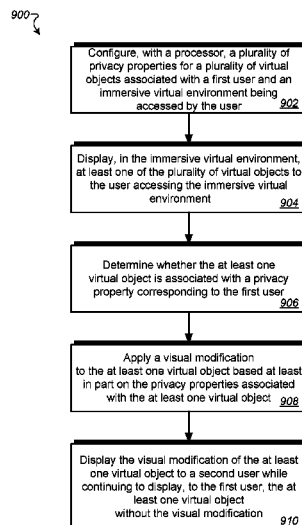 900
Configure, with a processor, a plurality of
privacy properties for a plurality of virtual
objects associated with a first user and an
immersive virtual environment being
accessed by the user
902
Display, in the immersive virtual environment,
at least one of the plurality of virtual objects to
the user accessing the immersive virtual
environment
904
Determine whether the at least one
virtual object is associated with a privacy
property corresponding to the first user
906
Apply a visual modification
to the at least one virtual object based at least
in part on the privacy properties associated
with the at least one virtual object
908
Display the visual modification of the at least
one virtual object to a second user while
continuing to display, to the first user, the at
least one virtual object
without the visual modification
910